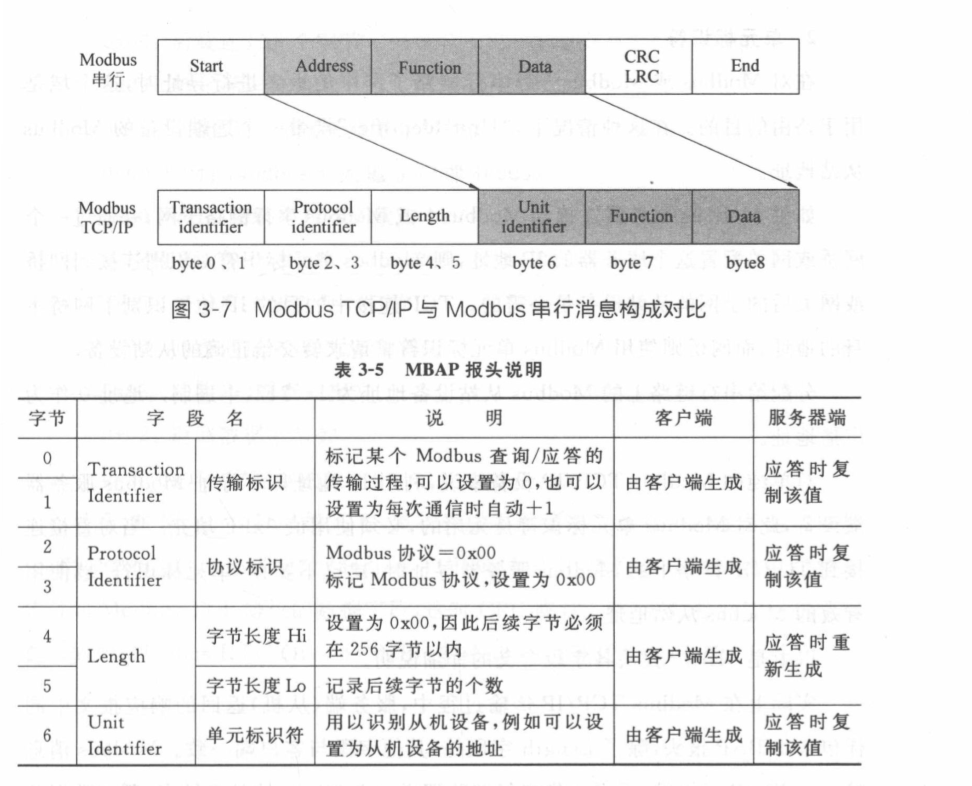 Modbus 串行 Start Address Function Data CRC LRC End
Modbus TCP/IP Transaction identifier Protocol identifier Length Unit identifier Function Data
byte 0 、1 byte 2、3 byte 4、5 byte 6 byte 7 byte8
图 3-7 Modbus TCP/IP 与 Modbus 串行消息构成对比
表 3-5 MBAP 报头说明
字节 字 段 名 说 明 客户端 服务器端
0
1
Transaction Identifier
传输标识
标记某个 Modbus 查询/应答的
传输过程,可以设置为 0,也可以
设置为每次通信时自动+1
由客户端生成
应答时复
制该值
2
3
Protocol Identifier
协议标识
Modbus 协议=0x00
标记 Modbus 协议,设置为 0x00
由客户端生成
应答时复
制该值
4
5
Length
字节长度 Hi
设置为 0x00,因此后续字节必须
在 256 字节以内
字节长度 Lo
记录后续字节的个数
由客户端生成
应答时重
新生成
6
Unit Identifier
单元标识符
用以识别从机设备,例如可以设
置为从机设备的地址
由客户端生成
应答时复
制该值